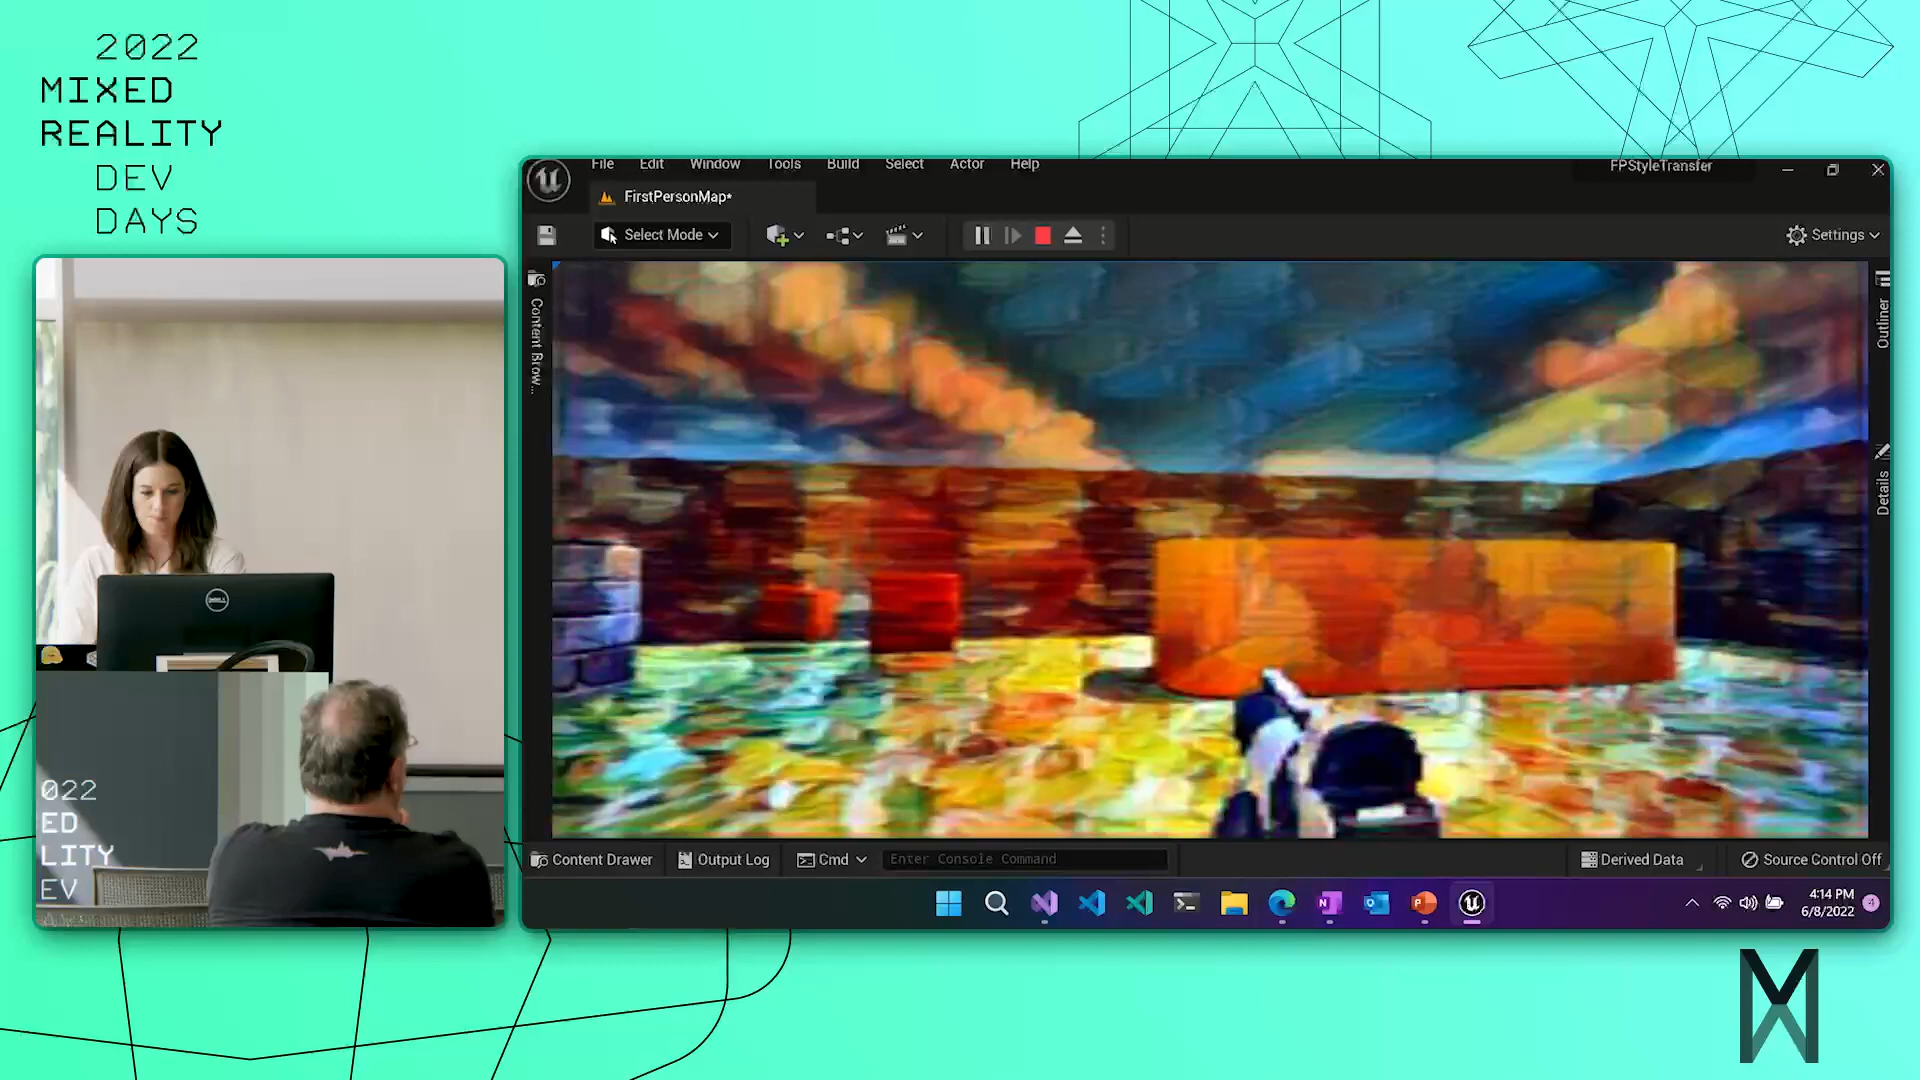 2022
MIXED
REALITY
DEV
DAYS
File Edit Window Tools Build Select Actor Help
FPStyleTransfer
FirstPersonMap*
Select Mode
Settings
Content Brow...
Outliner
Details
022
ED
LITY
EV
Content Drawer
Output Log
Cmd
Enter Console Command
Derived Data
Source Control Off
4:14 PM
6/8/2022
4